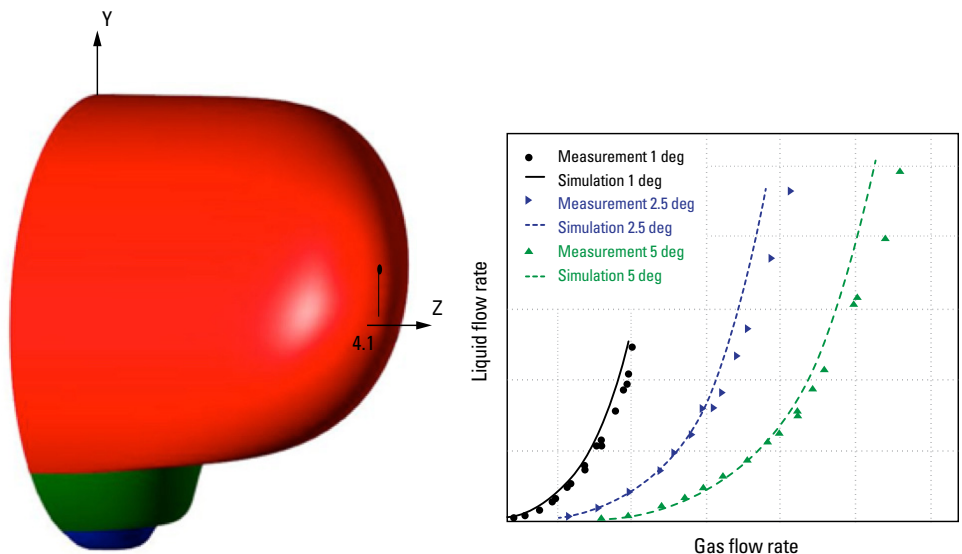 Y
Z
4.1
Measurement 1 deg
Simulation 1 deg
Measurement 2.5 deg
Simulation 2.5 deg
Measurement 5 deg
Simulation 5 deg
Liquid flow rate
Gas flow rate